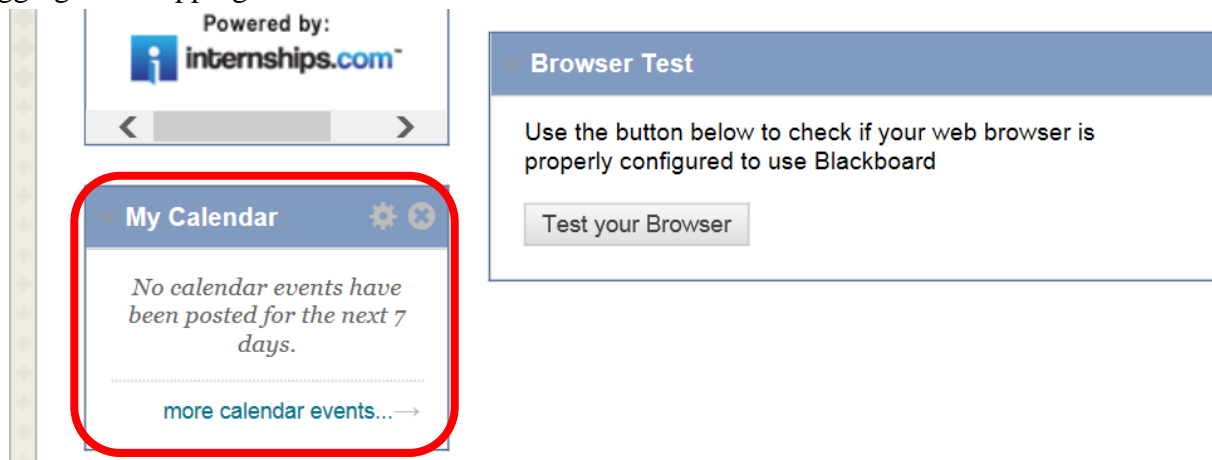 Powered by:
internships.com™
Browser Test
Use the button below to check if your web browser is
properly configured to use Blackboard
Test your Browser
My Calendar
No calendar events have
been posted for the next 7
days.
more calendar events...→